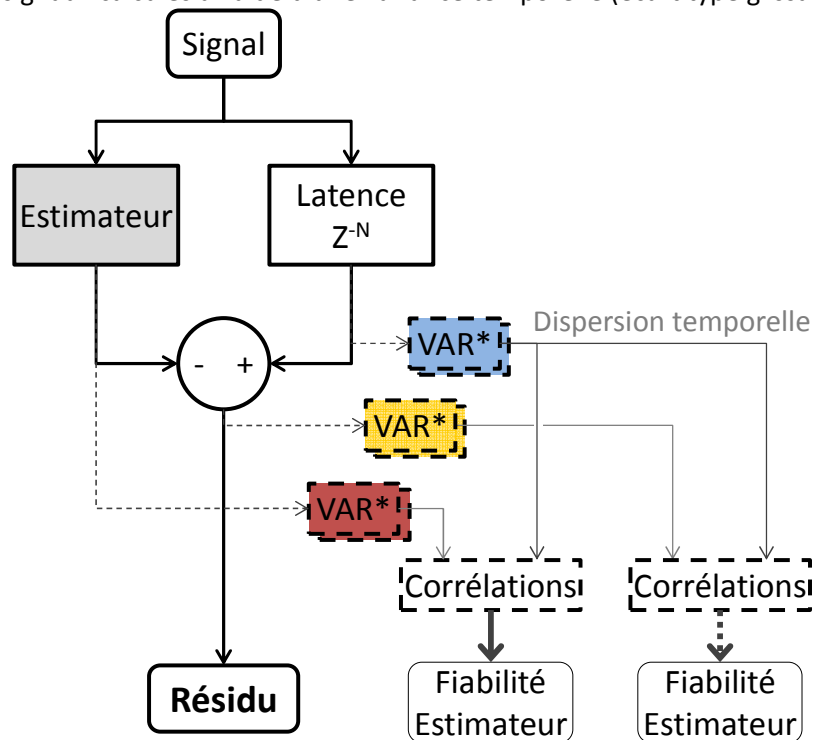 Signal
Estimateur
Latence
Z-N
- +
Dispersion temporelle
VAR*
VAR*
VAR*
Corrélations
Corrélations
Résidu
Fiabilité
Estimateur
Fiabilité
Estimateur